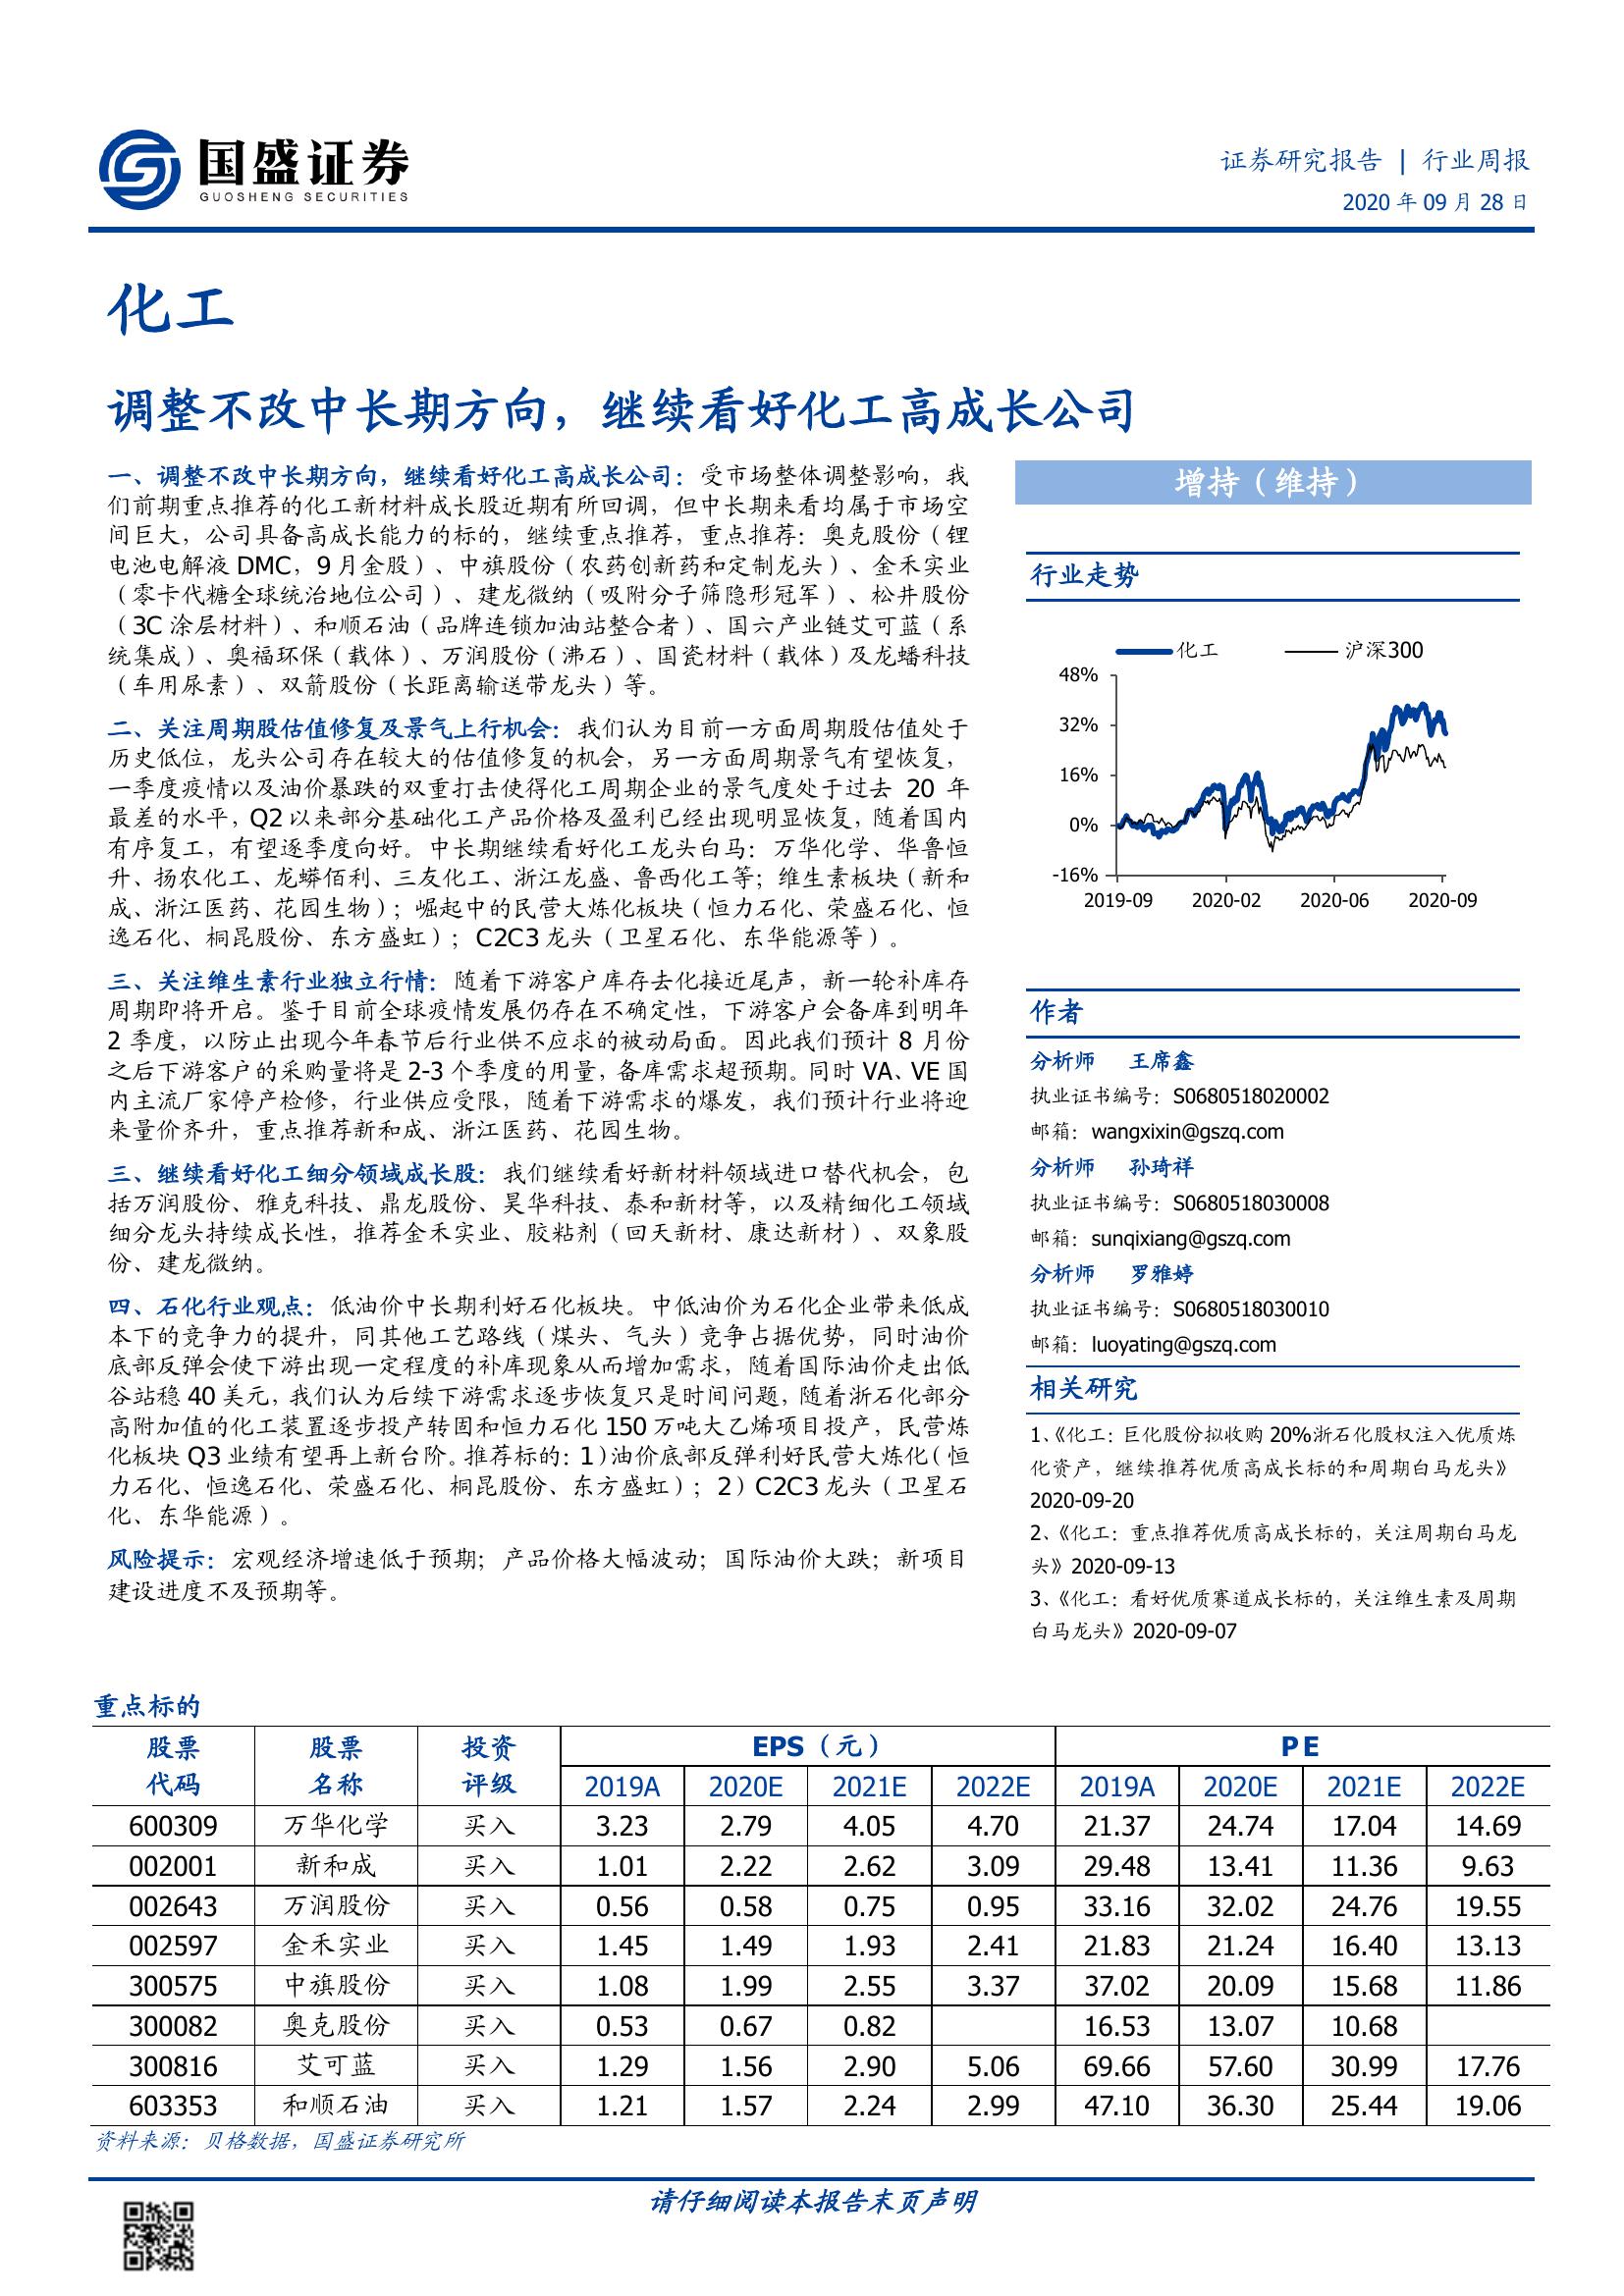 国盛证券
GUOSHENG SECURITIES
证券研究报告 | 行业周报
2020 年 09 月 28 日
化工
调整不改中长期方向，继续看好化工高成长公司
一、调整不改中长期方向，继续看好化工高成长公司：受市场整体调整影响，我
们前期重点推荐的化工新材料成长股近期有所回调，但中长期来看均属于市场空
间巨大，公司具备高成长能力的标的，继续重点推荐，重点推荐：奥克股份（锂
电池电解液 DMC，9 月金股）、中旗股份（农药创新药和定制龙头）、金禾实业
（零卡代糖全球统治地位公司）、建龙微纳（吸附分子筛隐形冠军）、松井股份
（3C 涂层材料）、和顺石油（品牌连锁加油站整合者）、国六产业链艾可蓝（系
统集成）、奥福环保（载体）、万润股份（沸石）、国瓷材料（载体）及龙蟠科技
（车用尿素）、双箭股份（长距离输送带龙头）等。
二、关注周期股估值修复及景气上行机会：我们认为目前一方面周期股估值处于
历史低位，龙头公司存在较大的估值修复的机会，另一方面周期景气有望恢复，
一季度疫情以及油价暴跌的双重打击使得化工周期企业的景气度处于过去 20 年
最差的水平，Q2 以来部分基础化工产品价格及盈利已经出现明显恢复，随着国内
有序复工，有望逐季度向好。中长期继续看好化工龙头白马：万华化学、华鲁恒
升、扬农化工、龙蟒佰利、三友化工、浙江龙盛、鲁西化工等；维生素板块（新和
成、浙江医药、花园生物）；崛起中的民营大炼化板块（恒力石化、荣盛石化、恒
逸石化、桐昆股份、东方盛虹）；C2C3 龙头（卫星石化、东华能源等）。
三、关注维生素行业独立行情：随着下游客户库存去化接近尾声，新一轮补库存
周期即将开启。鉴于目前全球疫情发展仍存在不确定性，下游客户会备库到明年
2 季度，以防止出现今年春节后行业供不应求的被动局面。因此我们预计 8 月份
之后下游客户的采购量将是 2-3 个季度的用量，备库需求超预期。同时 VA、VE 国
内主流厂家停产检修，行业供应受限，随着下游需求的爆发，我们预计行业将迎
来量价齐升，重点推荐新和成、浙江医药、花园生物。
三、继续看好化工细分领域成长股：我们继续看好新材料领域进口替代机会，包
括万润股份、雅克科技、鼎龙股份、昊华科技、泰和新材等，以及精细化工领域
细分龙头持续成长性，推荐金禾实业、胶粘剂（回天新材、康达新材）、双象股
份、建龙微纳。
四、石化行业观点：低油价中长期利好石化板块。中低油价为石化企业带来低成
本下的竞争力的提升，同其他工艺路线（煤头、气头）竞争占据优势，同时油价
底部反弹会使下游出现一定程度的补库现象从而增加需求，随着国际油价走出低
谷站稳 40 美元，我们认为后续下游需求逐步恢复只是时间问题，随着浙石化部分
高附加值的化工装置逐步投产转固和恒力石化 150 万吨大乙烯项目投产，民营炼
化板块 Q3 业绩有望再上新台阶。推荐标的：1）油价底部反弹利好民营大炼化（恒
力石化、恒逸石化、荣盛石化、桐昆股份、东方盛虹）；2）C2C3 龙头（卫星石
化、东华能源）。
风险提示：宏观经济增速低于预期；产品价格大幅波动；国际油价大跌；新项目
建设进度不及预期等。
增持（维持）
行业走势
化工 沪深300
48%
32%
16%
0%
-16%
2019-09 2020-02 2020-06 2020-09
作者
分析师 王席鑫
执业证书编号：S0680518020002
邮箱：wangxixin@gszq.com
分析师 孙琦祥
执业证书编号：S0680518030008
邮箱：sunqixiang@gszq.com
分析师 罗雅婷
执业证书编号：S0680518030010
邮箱：luoyating@gszq.com
相关研究
1、《化工：巨化股份拟收购 20%浙石化股权注入优质炼
化资产，继续推荐优质高成长标的和周期白马龙头》
2020-09-20
2、《化工：重点推荐优质高成长标的，关注周期白马龙
头》2020-09-13
3、《化工：看好优质赛道成长标的，关注维生素及周期
白马龙头》2020-09-07
重点标的
股票 股票 投资 EPS（元） PE
代码 名称 评级 2019A 2020E 2021E 2022E 2019A 2020E 2021E 2022E
600309 万华化学 买入 3.23 2.79 4.05 4.70 21.37 24.74 17.04 14.69
002001 新和成 买入 1.01 2.22 2.62 3.09 29.48 13.41 11.36 9.63
002643 万润股份 买入 0.56 0.58 0.75 0.95 33.16 32.02 24.76 19.55
002597 金禾实业 买入 1.45 1.49 1.93 2.41 21.83 21.24 16.40 13.13
300575 中旗股份 买入 1.08 1.99 2.55 3.37 37.02 20.09 15.68 11.86
300082 奥克股份 买入 0.53 0.67 0.82 16.53 13.07 10.68
300816 艾可蓝 买入 1.29 1.56 2.90 5.06 69.66 57.60 30.99 17.76
603353 和顺石油 买入 1.21 1.57 2.24 2.99 47.10 36.30 25.44 19.06
资料来源：贝格数据，国盛证券研究所
请仔细阅读本报告末页声明